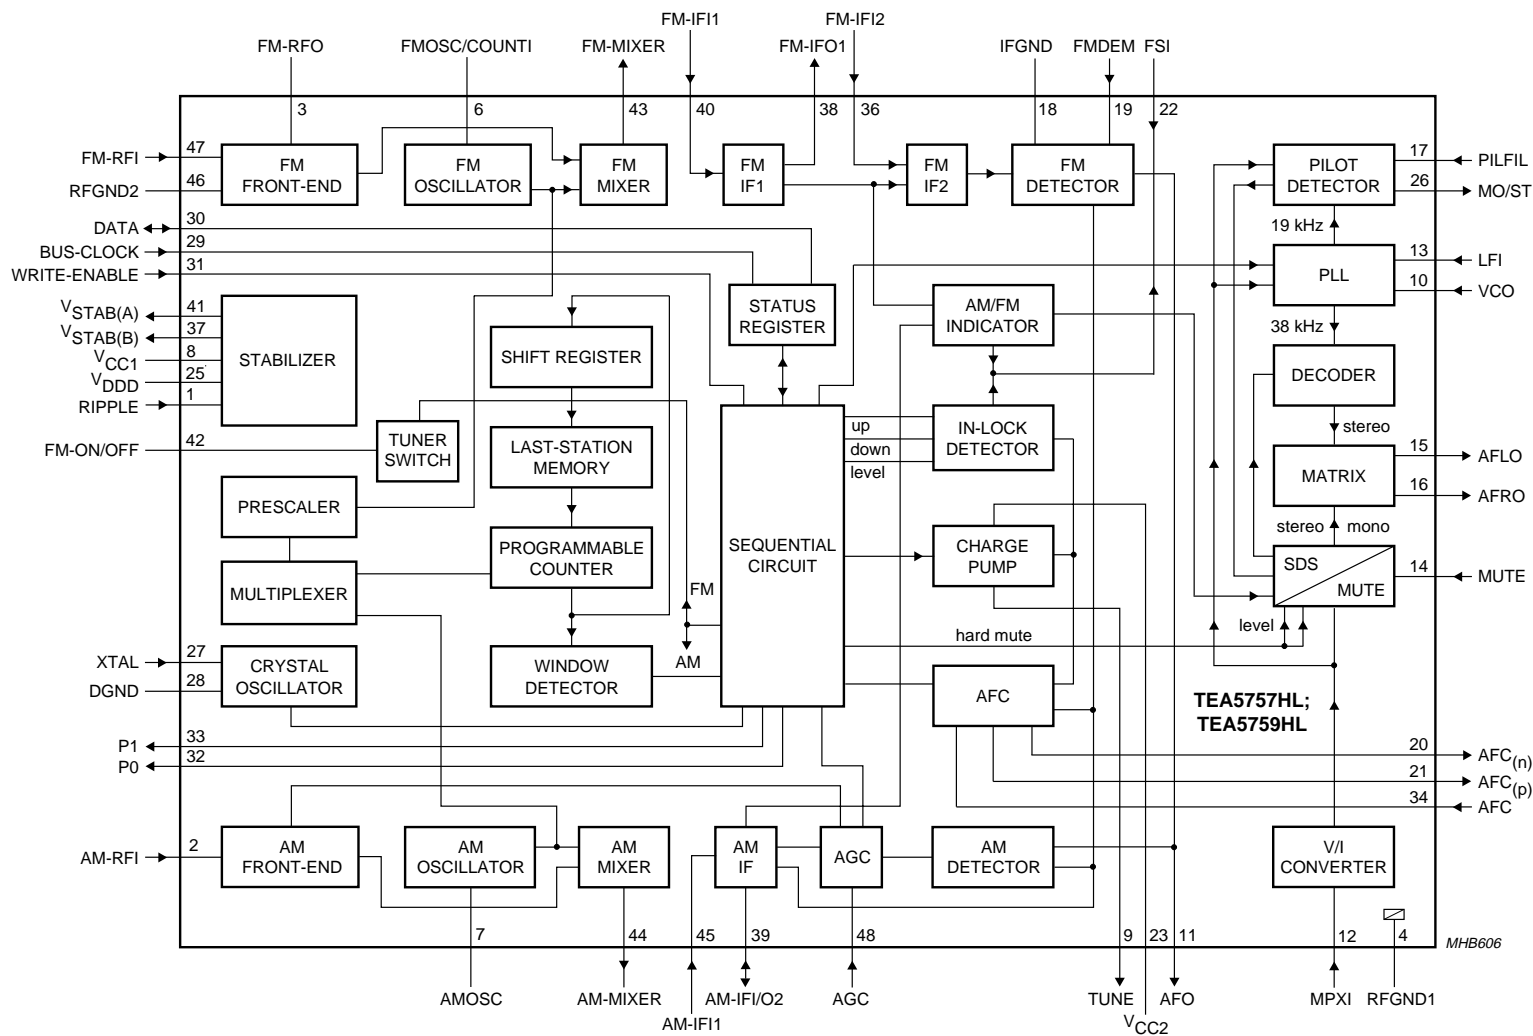 FM-IFI1
FM-IFI2
FM-RFO
FMOSC/COUNTI
FM-MIXER
FM-IFO1
IFGND
FMDEM
FSI
3
6
43
40
38
36
18
19
22
FM-RFI
47
RFGND2
46
FM
FRONT-END
FM
OSCILLATOR
FM
MIXER
FM
IF1
FM
IF2
FM
DETECTOR
PILOT
DETECTOR
17
PILFIL
26
MO/ST
DATA
30
BUS-CLOCK
29
WRITE-ENABLE
31
19 kHz
PLL
13
LFI
10
VCO
38 kHz
VSTAB(A)
41
VSTAB(B)
37
VCC1
8
VDDD
25
RIPPLE
1
STABILIZER
SHIFT REGISTER
STATUS
REGISTER
AM/FM
INDICATOR
DECODER
stereo
FM-ON/OFF
42
TUNER
SWITCH
LAST-STATION
MEMORY
up
down
level
IN-LOCK
DETECTOR
MATRIX
15
AFLO
16
AFRO
stereo
mono
PRESCALER
PROGRAMMABLE
COUNTER
SEQUENTIAL
CIRCUIT
CHARGE
PUMP
MULTIPLEXER
FM
AM
SDS
MUTE
14
MUTE
level
hard mute
XTAL
27
DGND
28
CRYSTAL
OSCILLATOR
WINDOW
DETECTOR
AFC
TEA5757HL;
TEA5759HL
P1
33
P0
32
20
AFC(n)
21
AFC(p)
34
AFC
AM-RFI
2
AM
FRONT-END
AM
OSCILLATOR
AM
MIXER
AM
IF
AGC
AM
DETECTOR
V/I
CONVERTER
7
44
45
39
48
9
23
11
12
4
MHB606
AMOSC
AM-MIXER
AM-IFI1
AM-IFI/O2
AGC
TUNE
VCC2
AFO
MPXI
RFGND1